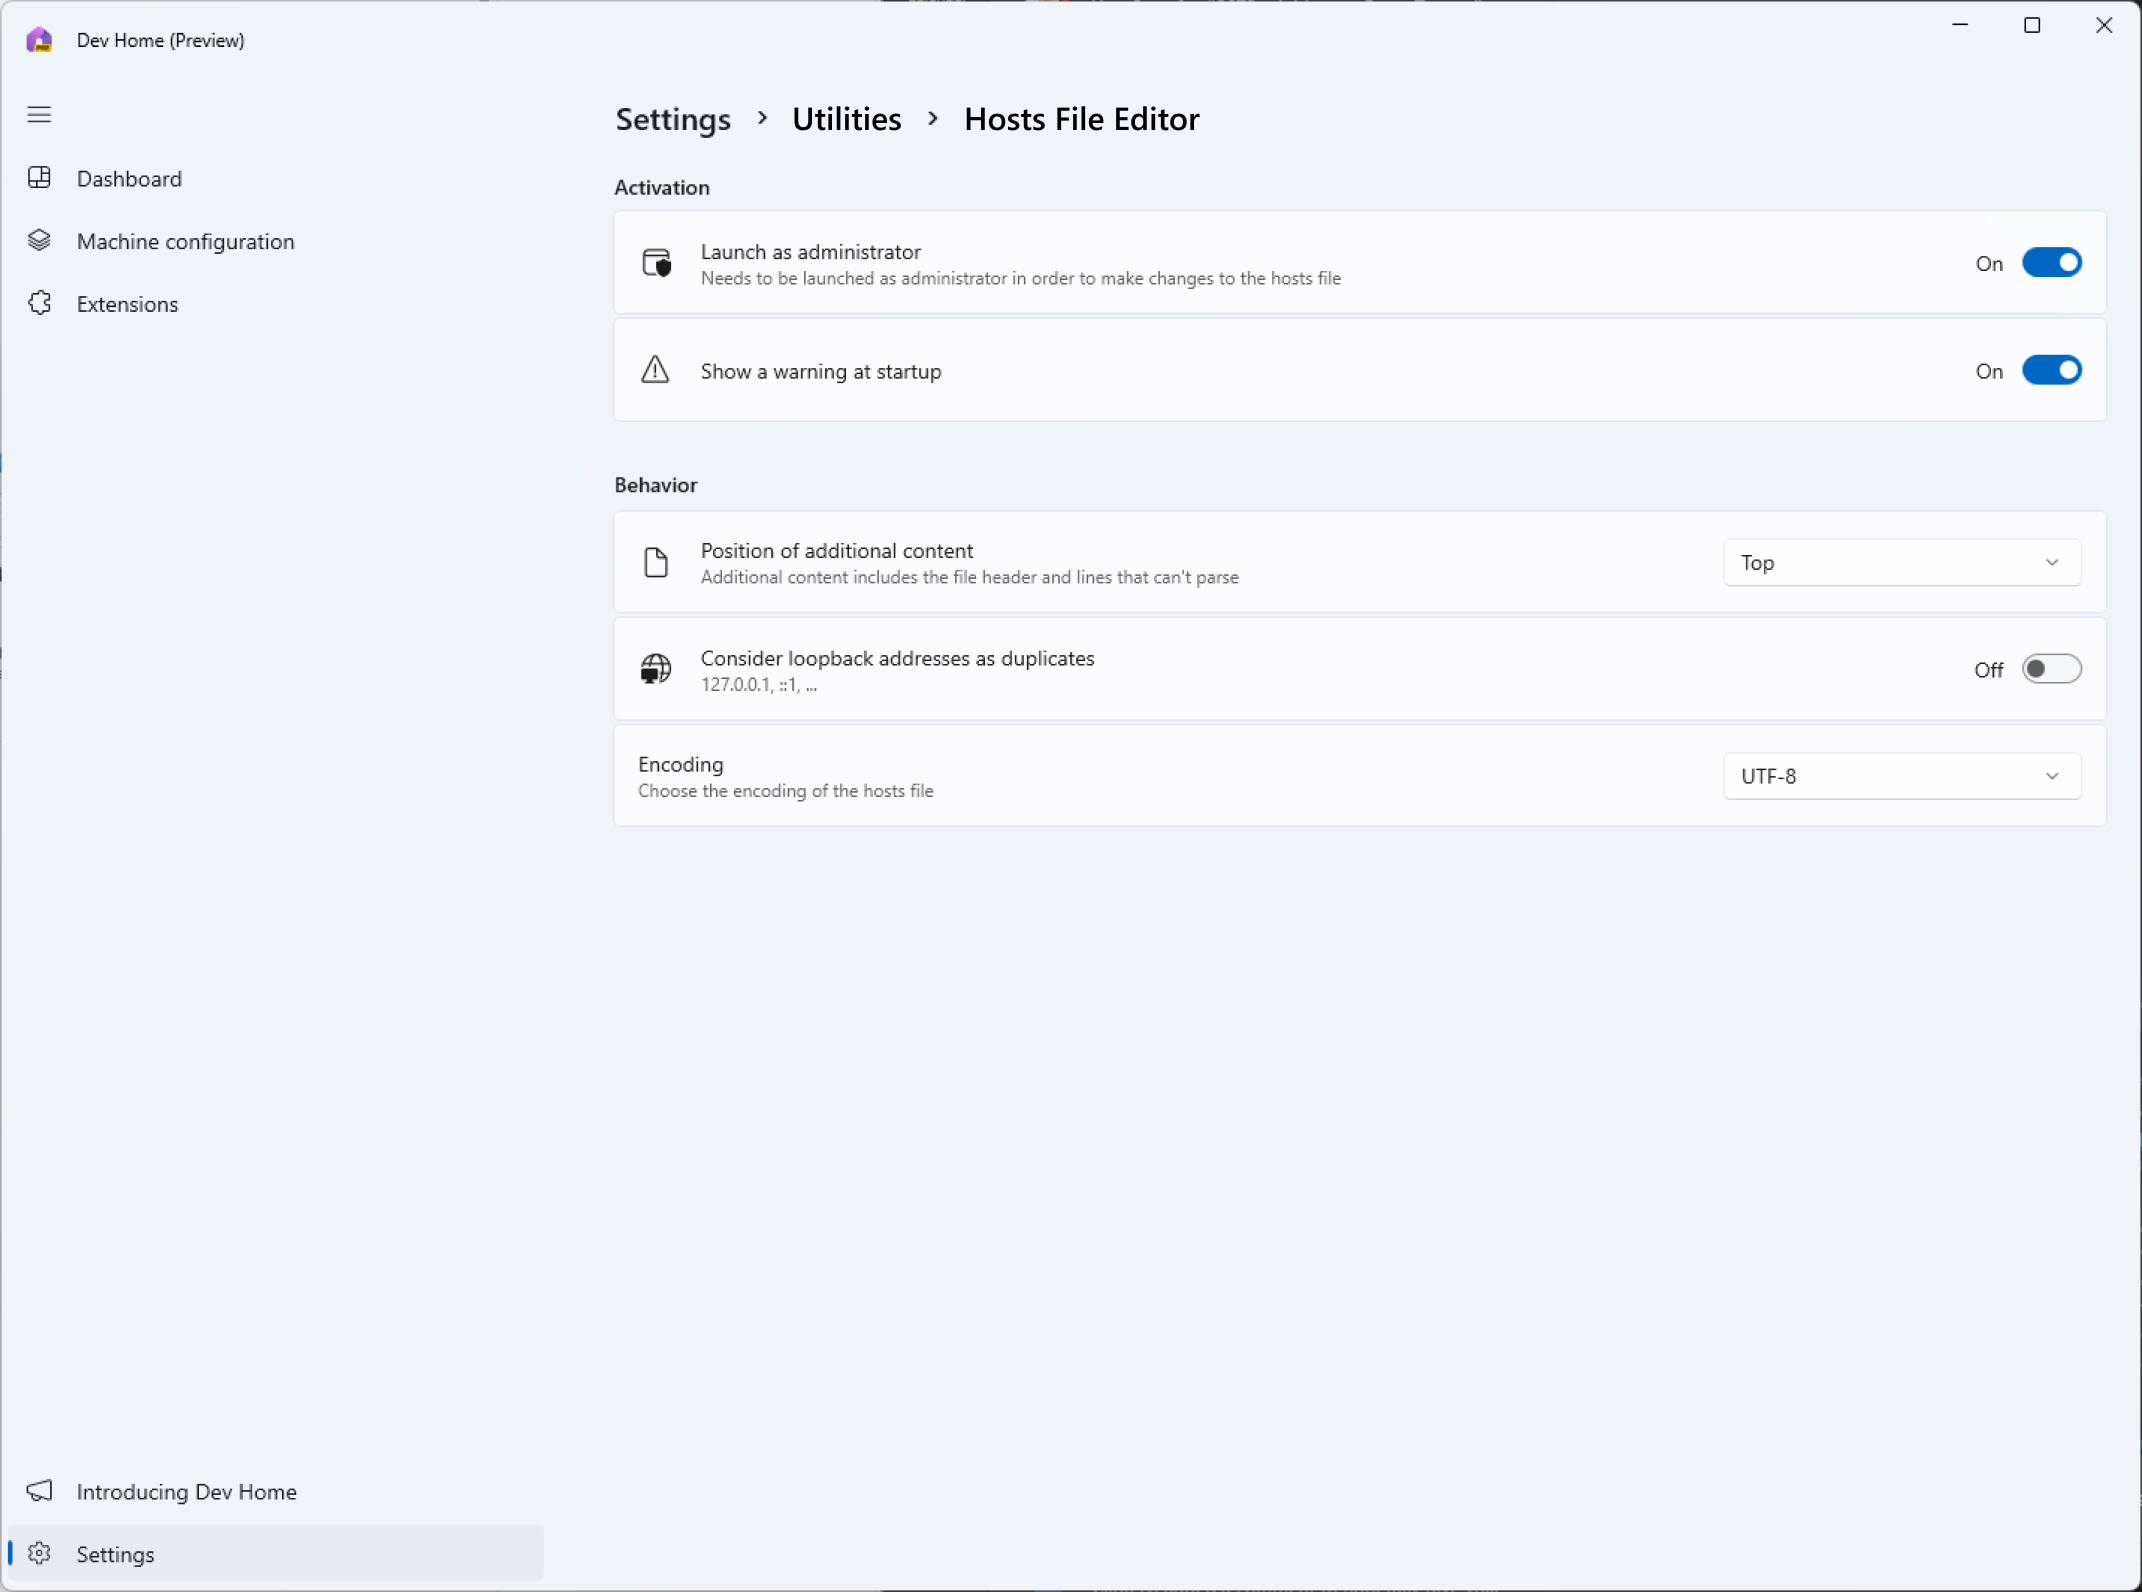 Dev Home (Preview)
Settings > Utilities > Hosts File Editor
Dashboard
Machine configuration
Extensions
Activation
Launch as administrator
Needs to be launched as administrator in order to make changes to the hosts file
On
Show a warning at startup
On
Behavior
Position of additional content
Additional content includes the file header and lines that can't parse
Top
Consider loopback addresses as duplicates
127.0.0.1, ::1, ...
Off
Encoding
Choose the encoding of the hosts file
UTF-8
Introducing Dev Home
Settings